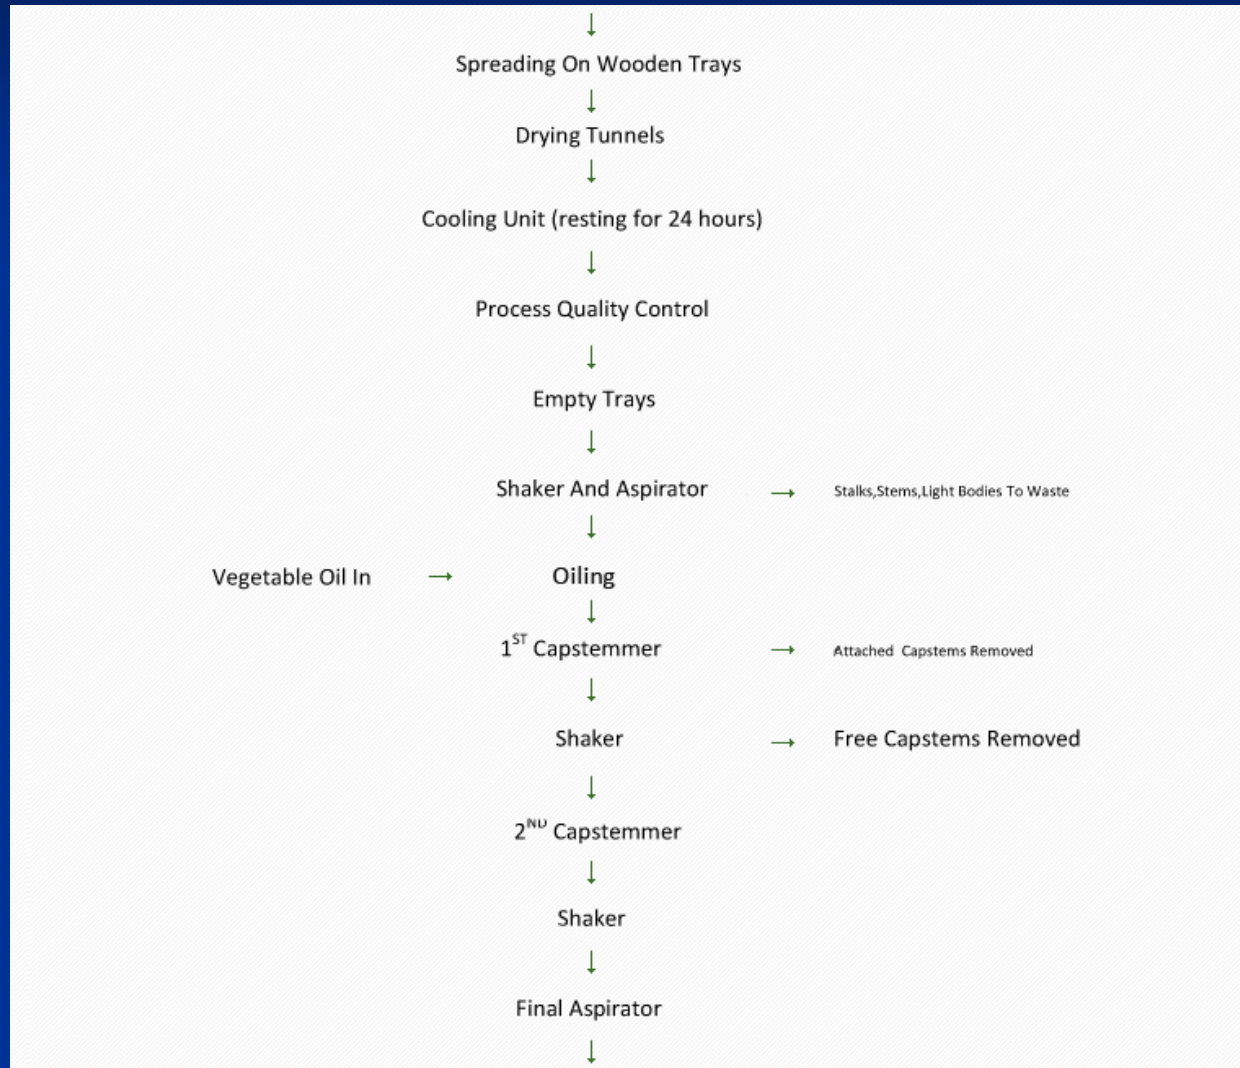 Spreading On Wooden Trays
Drying Tunnels
Cooling Unit (resting for 24 hours)
Process Quality Control
Empty Trays
Shaker And Aspirator
Stalks,Stems,Light Bodies To Waste
Vegetable Oil In
Oiling
1ST Capstemmer
Attached Capstems Removed
Shaker
Free Capstems Removed
2ND Capstemmer
Shaker
Final Aspirator